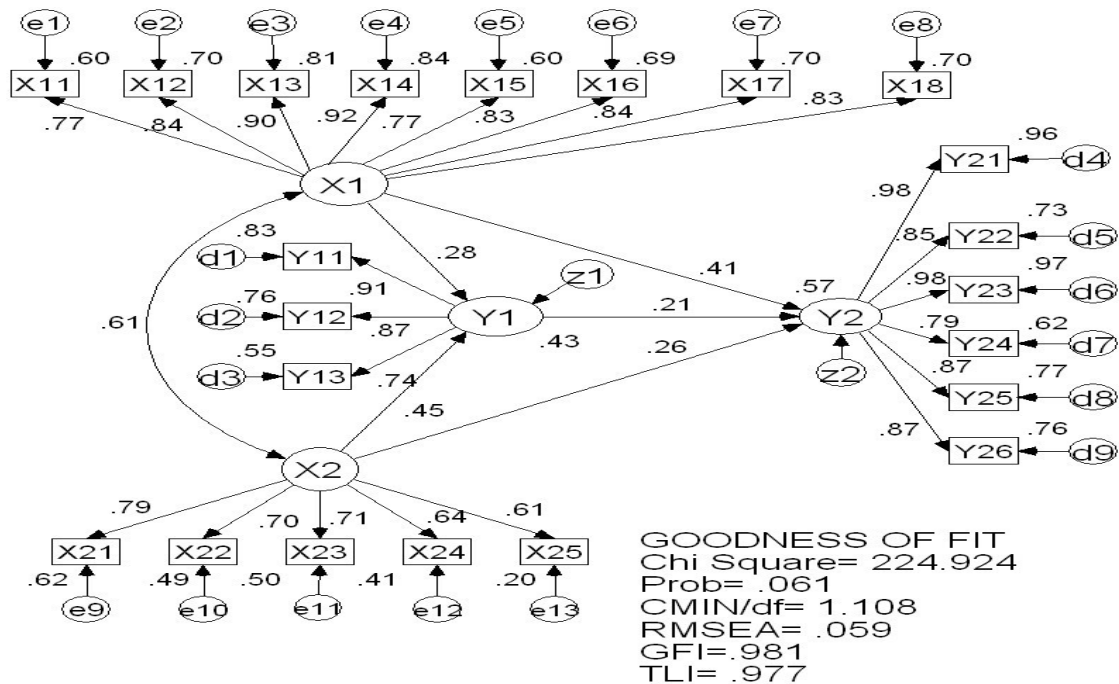 e1 e2 e3 e4 e5 e6 e7 e8
.60 .70 .81 .84 .60 .69 .70 .70
X11 X12 X13 X14 X15 X16 X17 X18
.77 .84 .90 .92 .77 .83 .84 .83
X1
.96
Y21 d4
.98
.83
d1 Y11
.28
.41
.73
.85 Y22 d5
.91
z1
.97
.98 Y23 d6
.57
.76
d2 Y12
.61
Y1
.21
Y2
.87
.43
.79
.62
Y24 d7
.26
z2
.55
d3 Y13
.74
.87
.77
Y25 d8
.45
.87
.76
Y26 d9
X2
.79 .70 .71 .64 .61
X21 X22 X23 X24 X25
.62 .49 .50 .41 .20
e9 e10 e11 e12 e13
GOODNESS OF FIT
Chi Square= 224.924
Prob= .061
CMIN/df= 1.108
RMSEA= .059
GFI=.981
TLI= .977